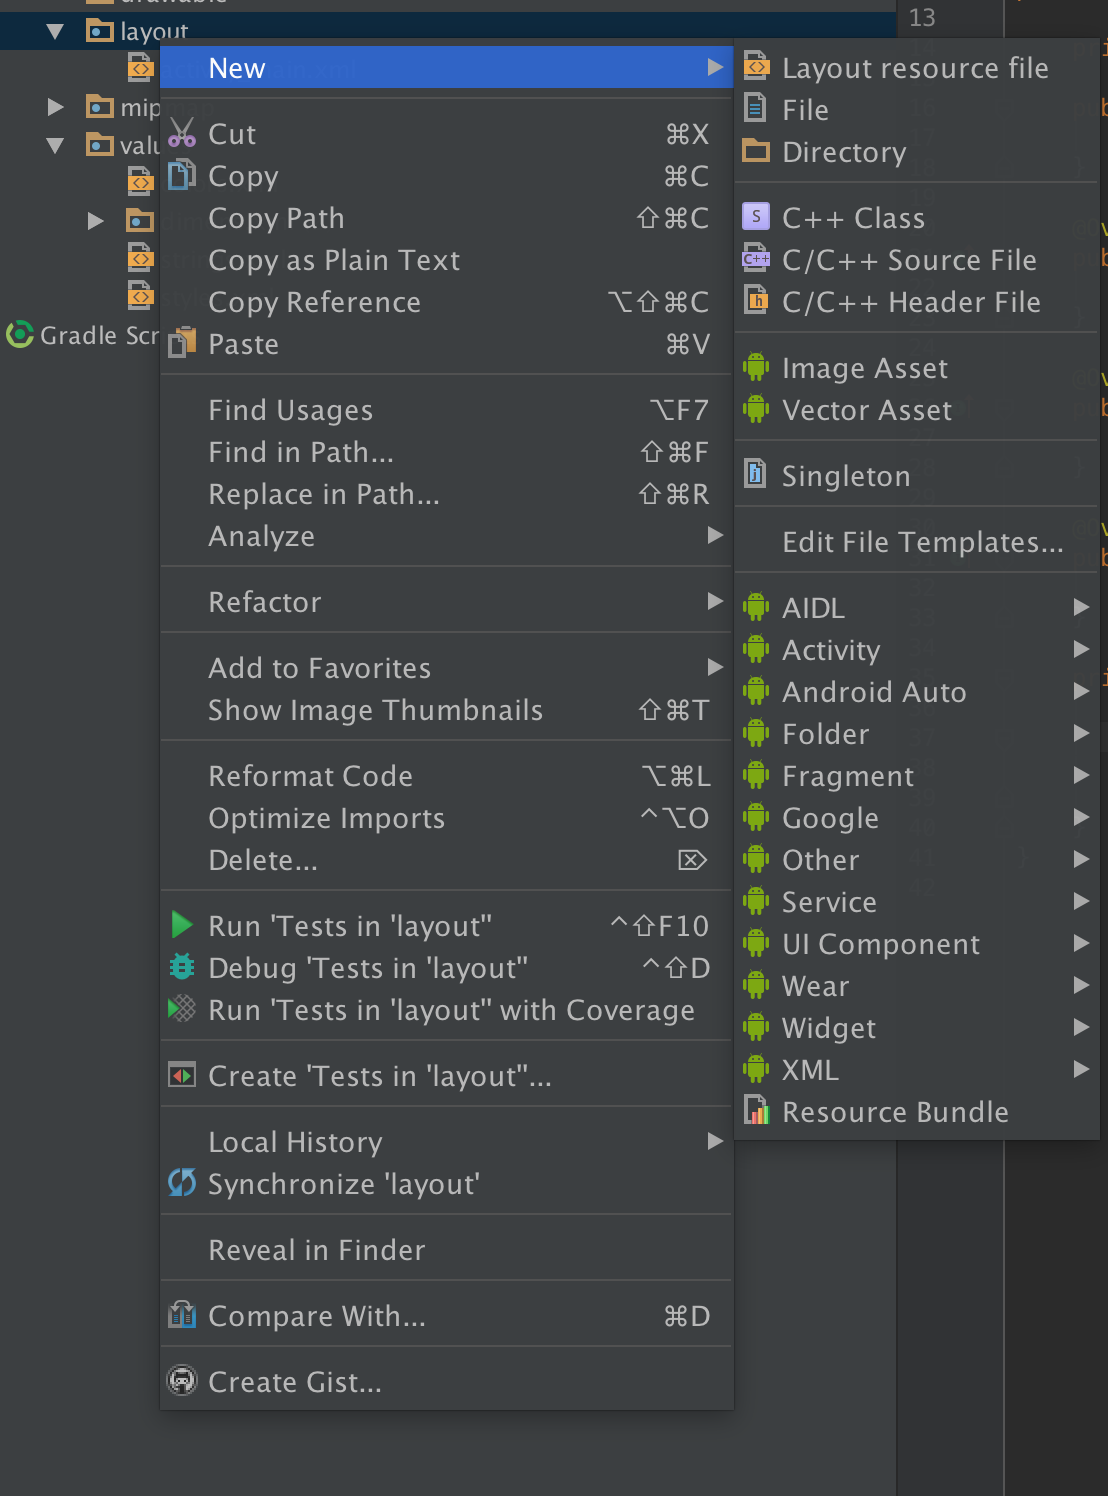 drawable
layout
mip
valu
Gradle Scr
New
Cut ⌘X
Copy ⌘C
Copy Path ⇧⌘C
Copy as Plain Text
Copy Reference ⌥⇧⌘C
Paste ⌘V
Find Usages ⌥F7
Find in Path... ⇧⌘F
Replace in Path... ⇧⌘R
Analyze
Refactor
Add to Favorites
Show Image Thumbnails ⇧⌘T
Reformat Code ⌥⌘L
Optimize Imports ^⌥O
Delete... ⌦
Run 'Tests in 'layout'' ^⇧F10
Debug 'Tests in 'layout'' ^⇧D
Run 'Tests in 'layout'' with Coverage
Create 'Tests in 'layout''...
Local History
Synchronize 'layout'
Reveal in Finder
Compare With... ⌘D
Create Gist...
13
Layout resource file
File
Directory
S C++ Class
C++ C/C++ Source File
h C/C++ Header File
Image Asset
Vector Asset
j Singleton
Edit File Templates...
AIDL
Activity
Android Auto
Folder
Fragment
Google
Other
Service
UI Component
Wear
Widget
XML
Resource Bundle